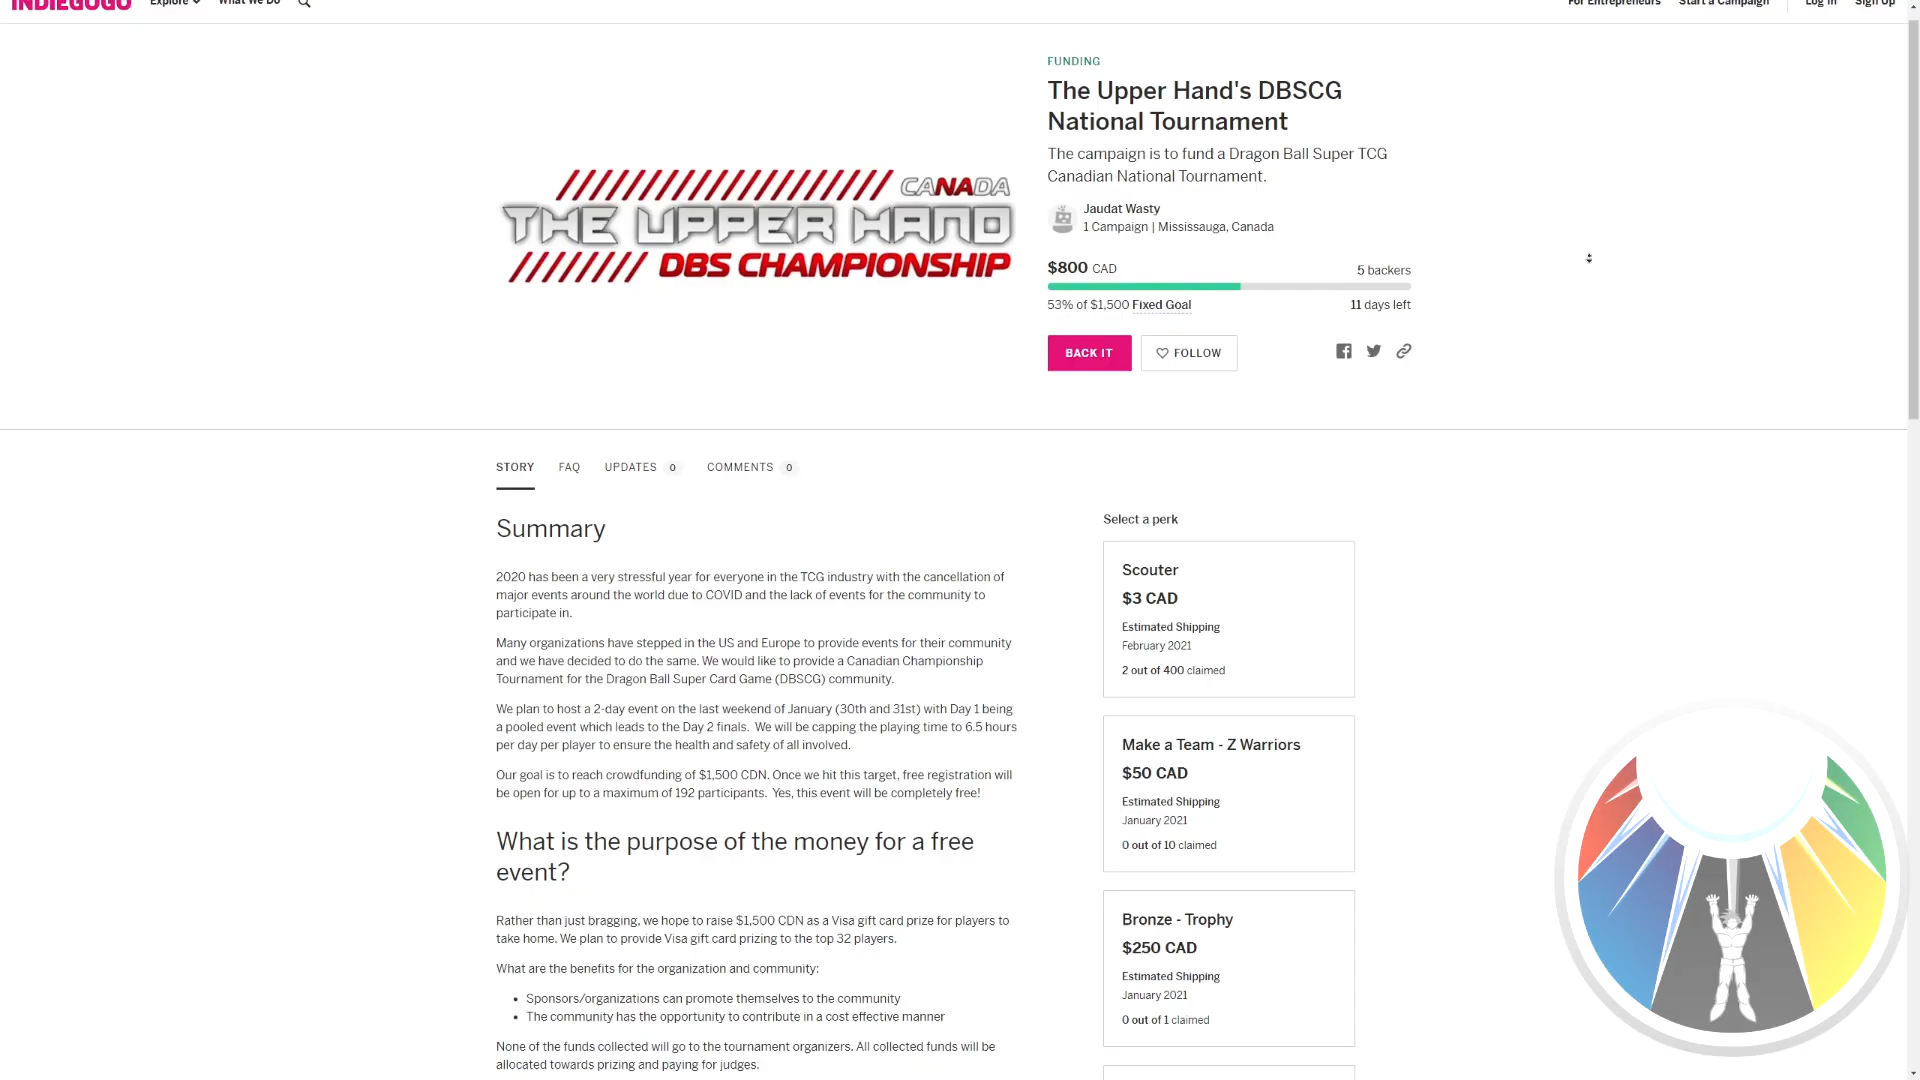 INDIEGOGO Explore What We Do For Entrepreneurs Start a Campaign Log In Sign Up
FUNDING
The Upper Hand's DBSCG
National Tournament
The campaign is to fund a Dragon Ball Super TCG
Canadian National Tournament.
CANADA
THE UPPER HAND
DBS CHAMPIONSHIP
Jaudat Wasty
1 Campaign | Mississauga, Canada
$800 CAD 5 backers
53% of $1,500 Fixed Goal 11 days left
BACK IT FOLLOW
STORY FAQ UPDATES 0 COMMENTS 0
Summary
2020 has been a very stressful year for everyone in the TCG industry with the cancellation of
major events around the world due to COVID and the lack of events for the community to
participate in.
Many organizations have stepped in the US and Europe to provide events for their community
and we have decided to do the same. We would like to provide a Canadian Championship
Tournament for the Dragon Ball Super Card Game (DBSCG) community.
We plan to host a 2-day event on the last weekend of January (30th and 31st) with Day 1 being
a pooled event which leads to the Day 2 finals. We will be capping the playing time to 6.5 hours
per day per player to ensure the health and safety of all involved.
Our goal is to reach crowdfunding of $1,500 CDN. Once we hit this target, free registration will
be open for up to a maximum of 192 participants. Yes, this event will be completely free!
What is the purpose of the money for a free
event?
Rather than just bragging, we hope to raise $1,500 CDN as a Visa gift card prize for players to
take home. We plan to provide Visa gift card prizing to the top 32 players.
What are the benefits for the organization and community:
• Sponsors/organizations can promote themselves to the community
• The community has the opportunity to contribute in a cost effective manner
None of the funds collected will go to the tournament organizers. All collected funds will be
allocated towards prizing and paying for judges.
Select a perk
Scouter
$3 CAD
Estimated Shipping
February 2021
2 out of 400 claimed
Make a Team - Z Warriors
$50 CAD
Estimated Shipping
January 2021
0 out of 10 claimed
Bronze - Trophy
$250 CAD
Estimated Shipping
January 2021
0 out of 1 claimed